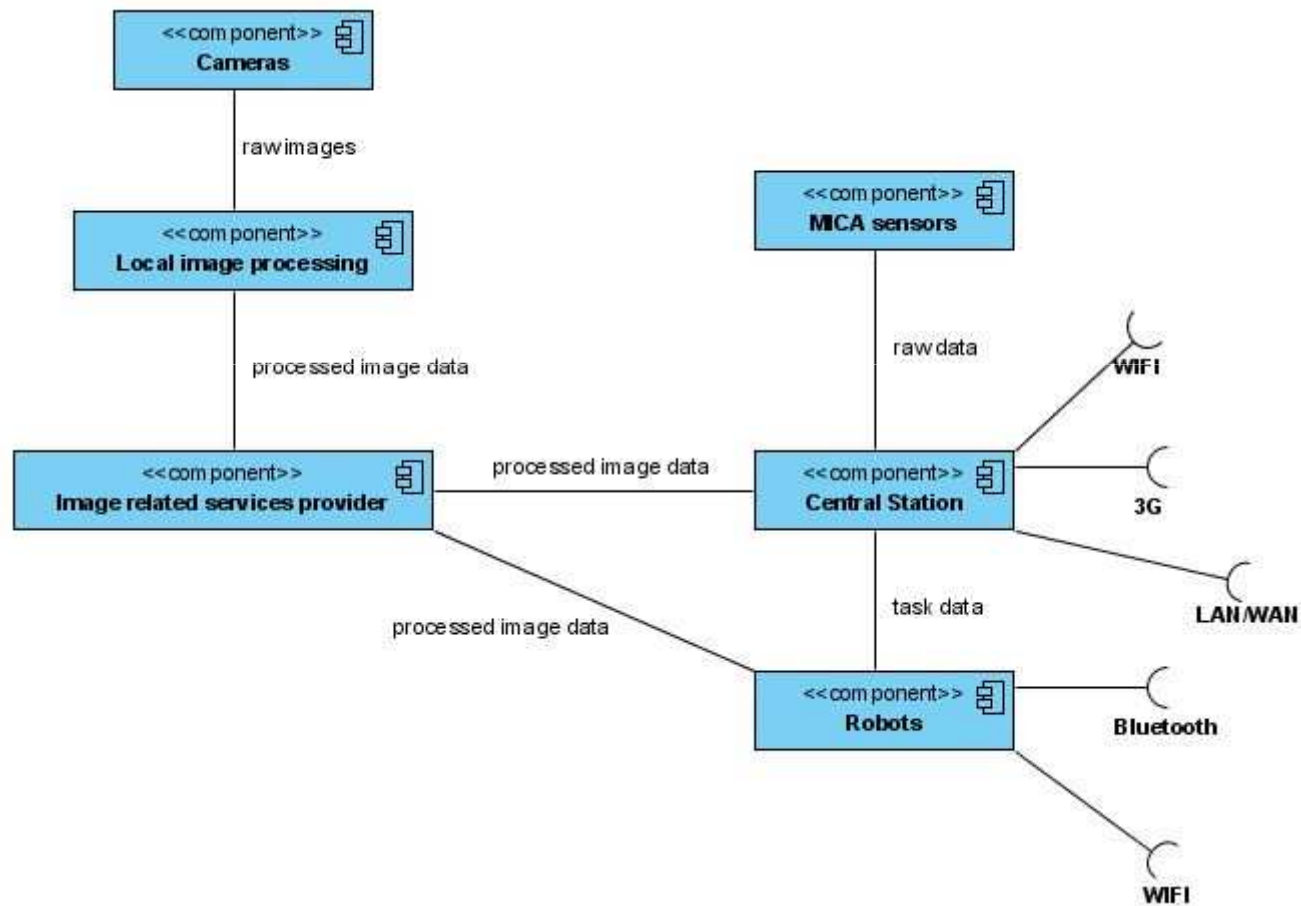 <<component>>
Cameras
raw images
<<component>>
MICA sensors
<<component>>
Local image processing
raw data
WIFI
processed image data
<<component>>
Image related services provider
processed image data
<<component>>
Central Station
3G
task data
LAN/WAN
processed image data
<<component>>
Robots
Bluetooth
WIFI